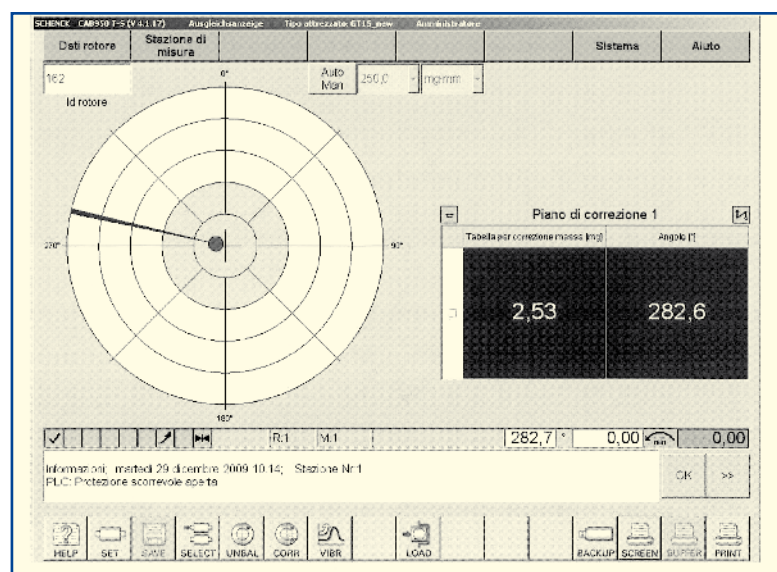 SCHENCK - CAB950 T-S (V 4.1.17) Ausgleichsanzeige Tipo attrezzato: 6T15_new Amministratore
Dati rotore
Stazione di misura
Sistema
Aiuto
162
Id rotore
Auto
Man
250,0
mg·mm
0°
90°
180°
270°
Piano di correzione 1
Tabella per correzione massa [mg]
Angolo [°]
2,53
282,6
R:1
M:1
282,7 °
0,00
min
0,00
Informazioni; martedì 29 dicembre 2009 10.14; Stazione Nr.1
PLC: Protezione scorrevole aperta
OK
>>
HELP
SET
SAVE
SELECT
UNBAL
CORR
VIBR
LOAD
BACKUP
SCREEN
BUFFER
PRINT